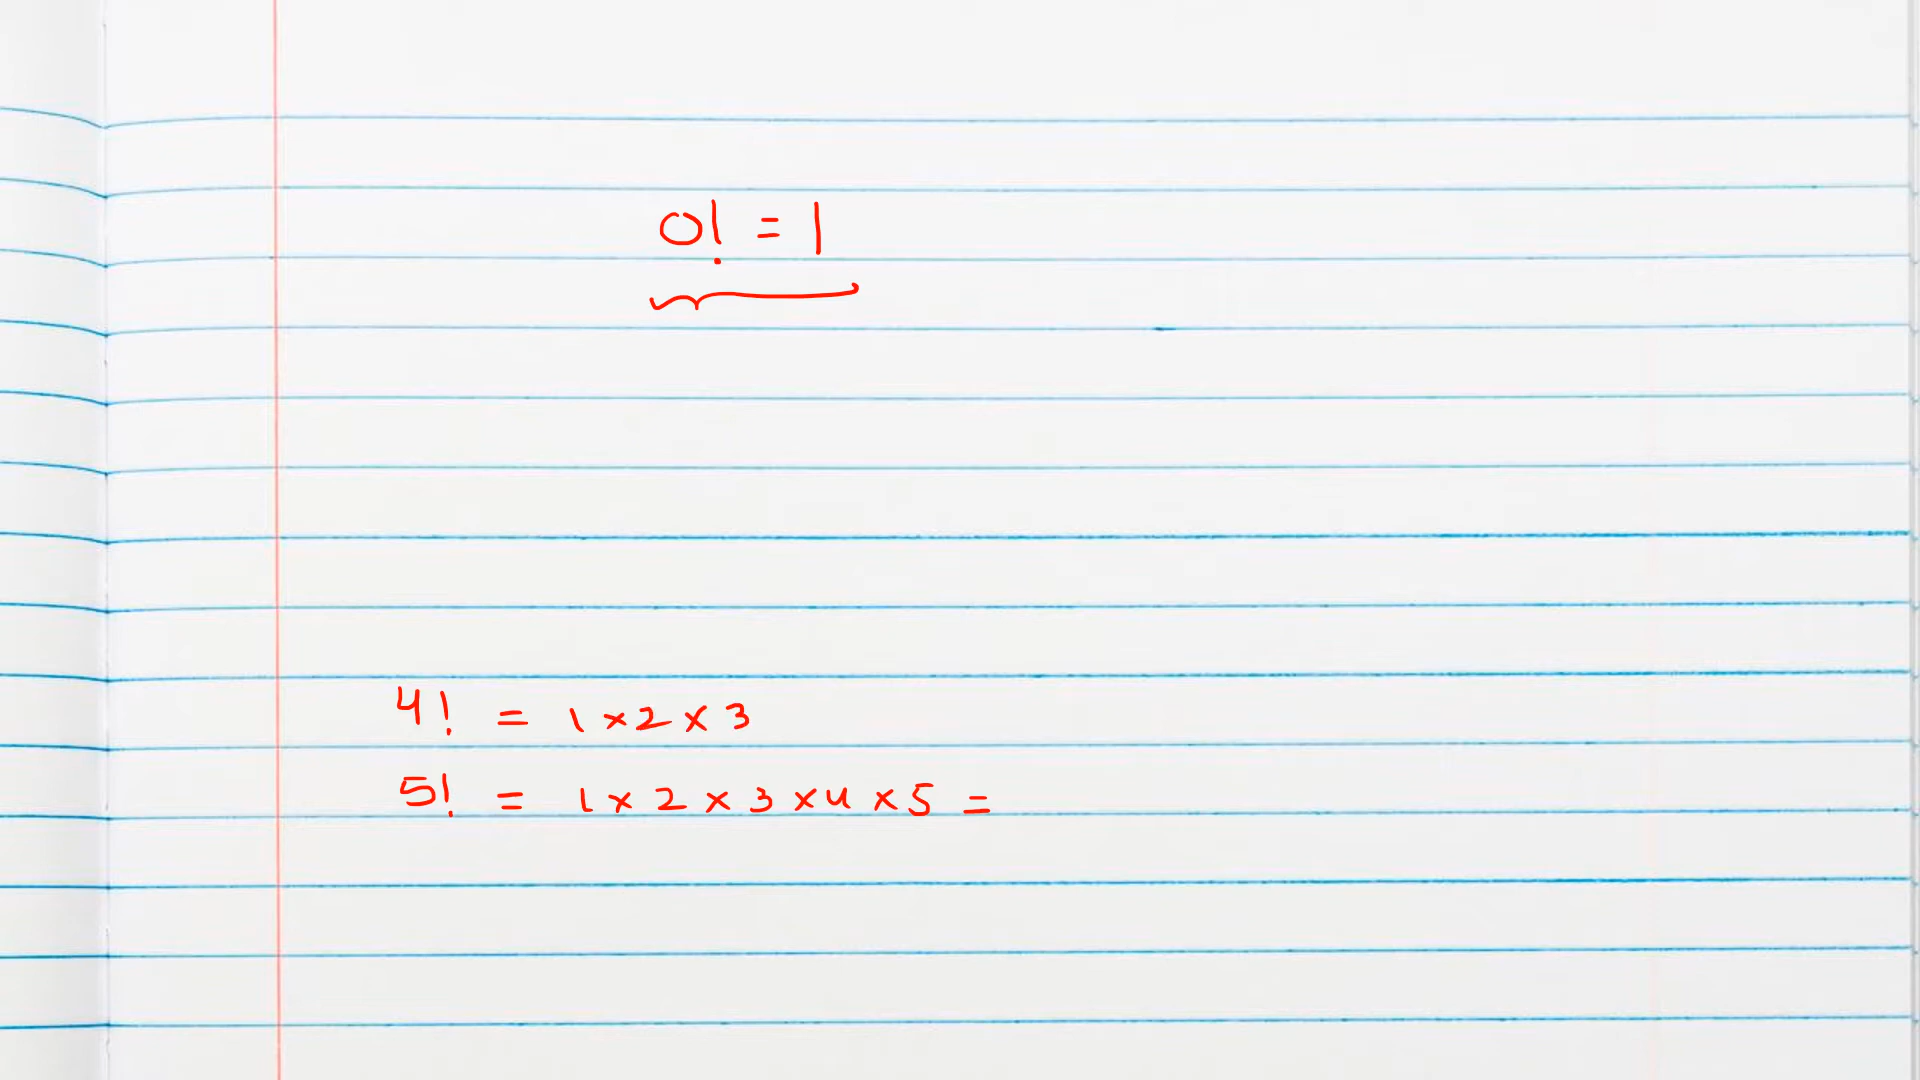 0! = 1
4! = 1 × 2 × 3
5! = 1 × 2 × 3 × 4 × 5 =